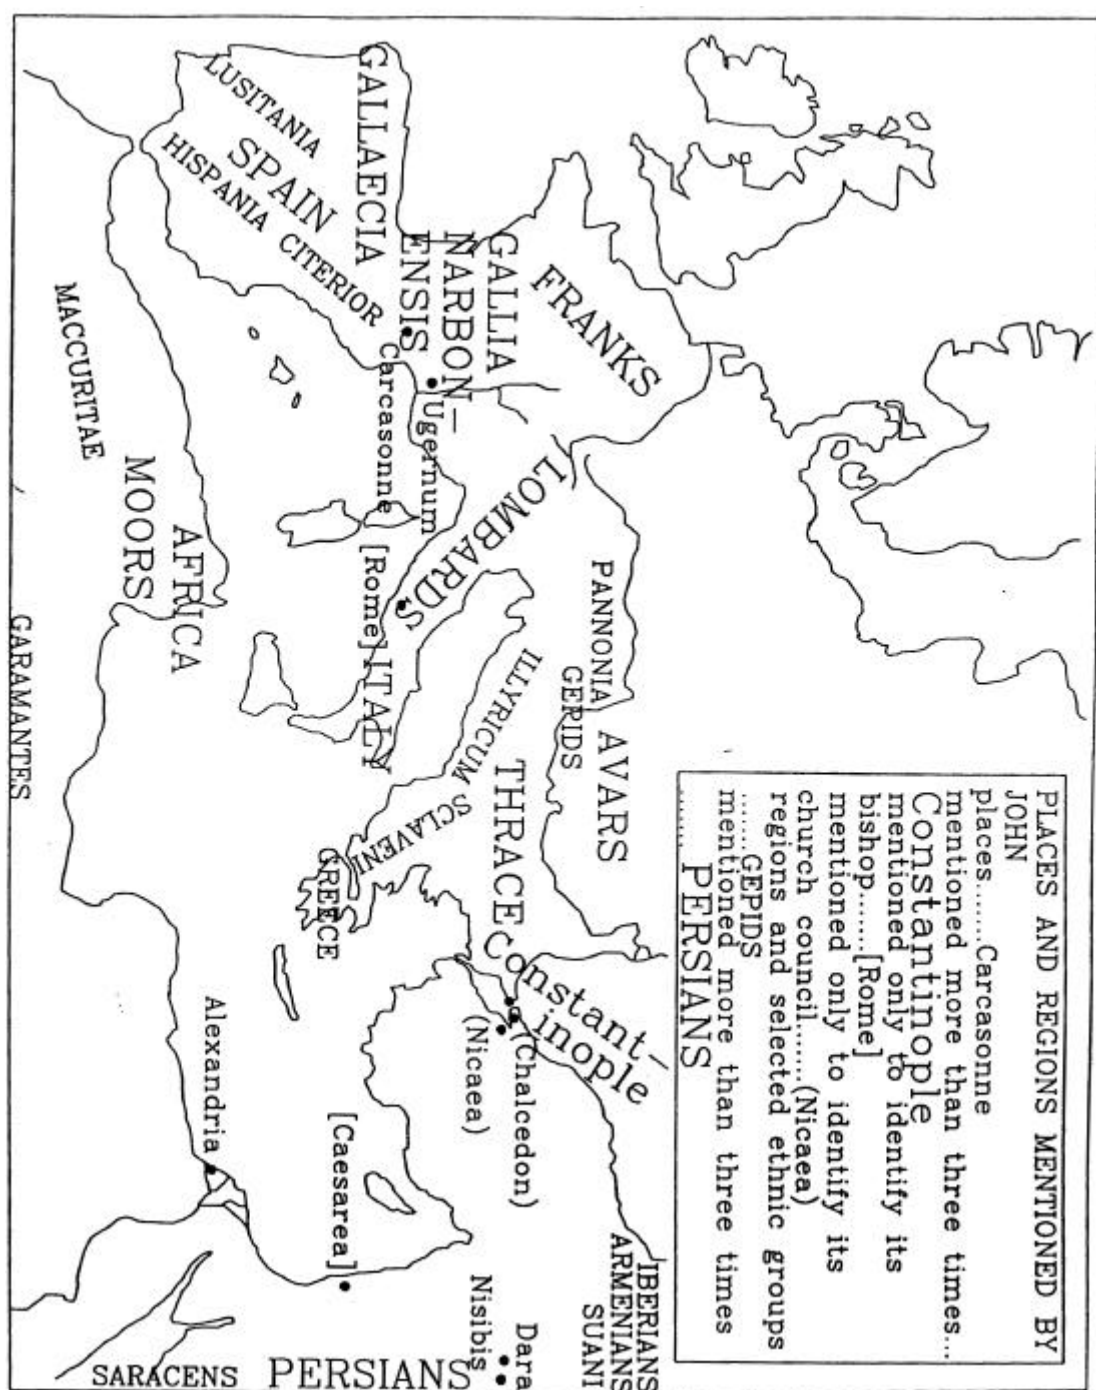 PLACES AND REGIONS MENTIONED BY
JOHN
places.......Carcasonne
mentioned more than three times...
Constantinople
mentioned only to identify its
bishop.......[Rome]
mentioned only to identify its
church council.......(Nicaea)
regions and selected ethnic groups
.......GEPIDS
mentioned more than three times
...... PERSIANS
FRANKS
GALLIA
NARBON-
ENSIS
GALLAECIA
LUSITANIA
SPAIN
HISPANIA CITERIOR
Ugernum
Carcasonne
LOMBARDS
[Rome]
ITALY
PANNONIA
GEPIDS
AVARS
ILLYRICUM SCLAVENI
THRACE
GREECE
Constant-
inople
(Chalcedon)
(Nicaea)
[Caesarea]
Alexandria
IBERIANS
ARMENIANS
SUANI
Dara
Nisibis
PERSIANS
SARACENS
MACCURITAE
MOORS
AFRICA
GARAMANTES